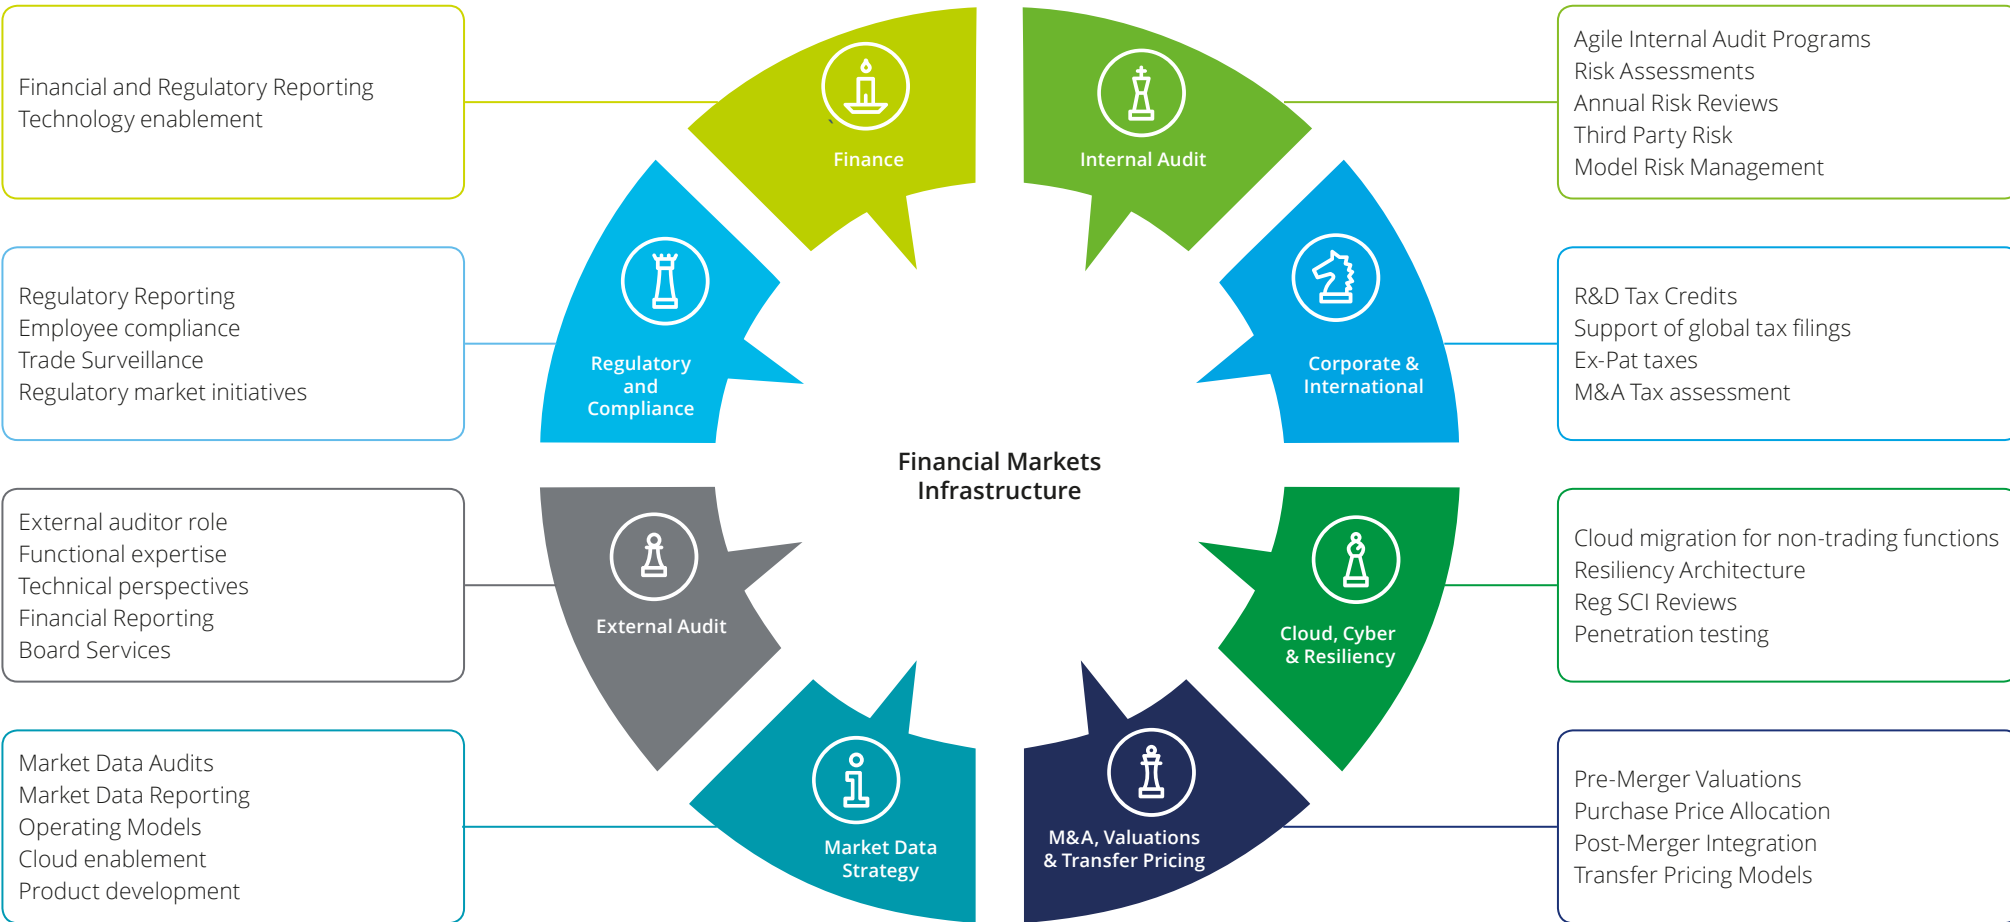 Financial and Regulatory Reporting
Technology enablement
Finance
Internal Audit
Agile Internal Audit Programs
Risk Assessments
Annual Risk Reviews
Third Party Risk
Model Risk Management
Regulatory Reporting
Employee compliance
Trade Surveillance
Regulatory market initiatives
Regulatory
and
Compliance
Corporate &
International
R&D Tax Credits
Support of global tax filings
Ex-Pat taxes
M&A Tax assessment
Financial Markets
Infrastructure
External auditor role
Functional expertise
Technical perspectives
Financial Reporting
Board Services
External Audit
Cloud, Cyber
& Resiliency
Cloud migration for non-trading functions
Resiliency Architecture
Reg SCI Reviews
Penetration testing
Market Data Audits
Market Data Reporting
Operating Models
Cloud enablement
Product development
Market Data
Strategy
M&A, Valuations
& Transfer Pricing
Pre-Merger Valuations
Purchase Price Allocation
Post-Merger Integration
Transfer Pricing Models